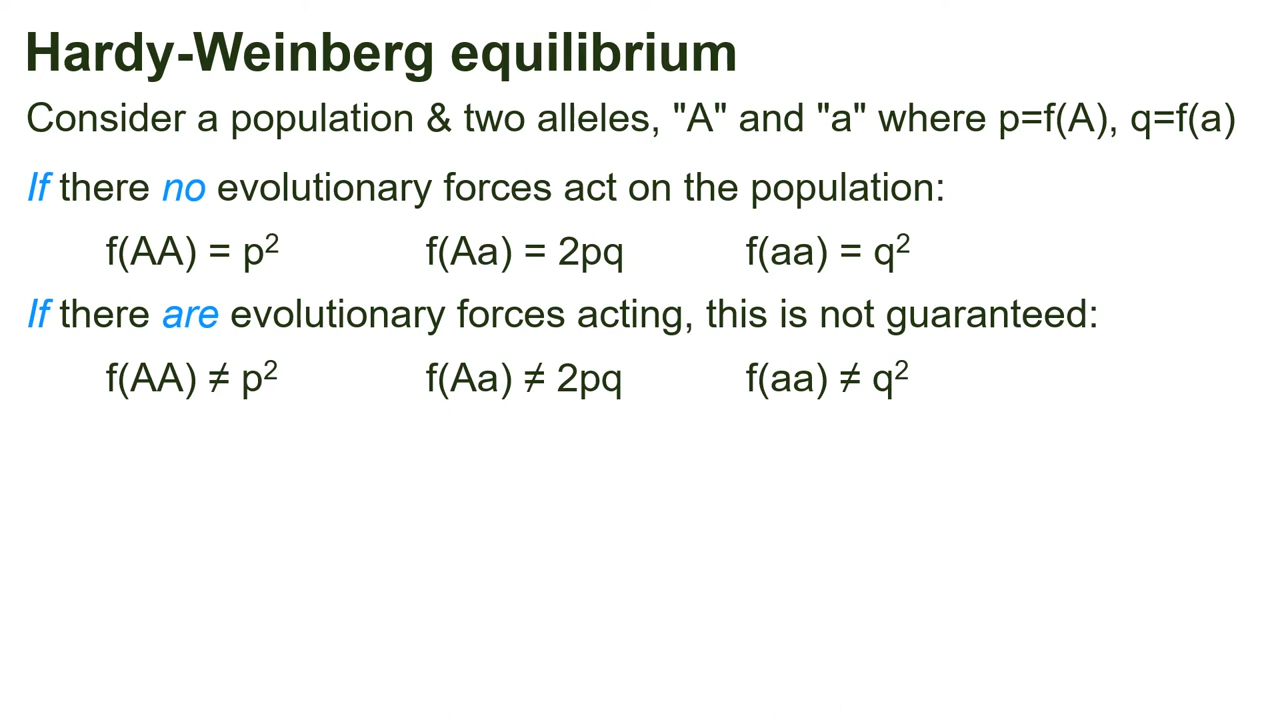 Hardy-Weinberg equilibrium
Consider a population & two alleles, "A" and "a" where p=f(A), q=f(a)
If there no evolutionary forces act on the population:
f(AA) = p² f(Aa) = 2pq f(aa) = q²
If there are evolutionary forces acting, this is not guaranteed:
f(AA) ≠ p² f(Aa) ≠ 2pq f(aa) ≠ q²